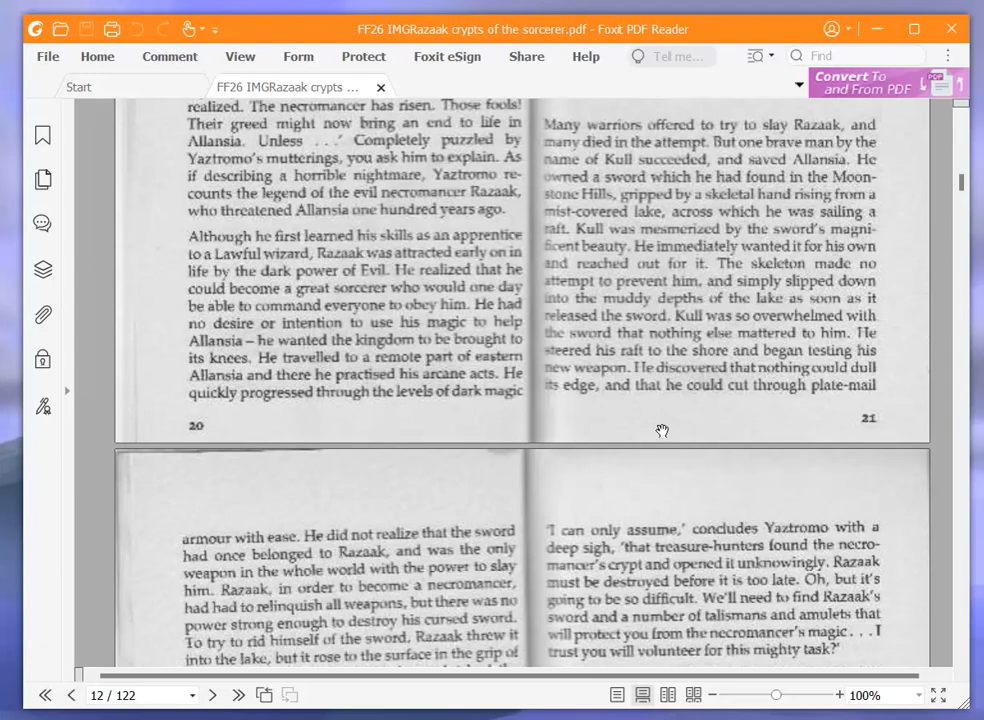 FF26 IMGRazaak crypts of the sorcerer.pdf - Foxit PDF Reader
File Home Comment View Form Protect Foxit eSign Share Help Tell me... Find
Start FF26 IMGRazaak crypts ... Convert To
and From PDF
PDF
realized. The necromancer has risen. Those fools!
Their greed might now bring an end to life in
Allansia. Unless . . .' Completely puzzled by
Yaztromo's mutterings, you ask him to explain. As
if describing a horrible nightmare, Yaztromo re-
counts the legend of the evil necromancer Razaak,
who threatened Allansia one hundred years ago.
Although he first learned his skills as an apprentice
to a Lawful wizard, Razaak was attracted early on in
life by the dark power of Evil. He realized that he
could become a great sorcerer who would one day
be able to command everyone to obey him. He had
no desire or intention to use his magic to help
Allansia – he wanted the kingdom to be brought to
its knees. He travelled to a remote part of eastern
Allansia and there he practised his arcane acts. He
quickly progressed through the levels of dark magic
20
Many warriors offered to try to slay Razaak, and
many died in the attempt. But one brave man by the
name of Kull succeeded, and saved Allansia. He
owned a sword which he had found in the Moon-
stone Hills, gripped by a skeletal hand rising from a
mist-covered lake, across which he was sailing a
raft. Kull was mesmerized by the sword's magni-
ficent beauty. He immediately wanted it for his own
and reached out for it. The skeleton made no
attempt to prevent him, and simply slipped down
into the muddy depths of the lake as soon as it
released the sword. Kull was so overwhelmed with
the sword that nothing else mattered to him. He
steered his raft to the shore and began testing his
new weapon. He discovered that nothing could dull
its edge, and that he could cut through plate-mail
21
armour with ease. He did not realize that the sword
had once belonged to Razaak, and was the only
weapon in the whole world with the power to slay
him. Razaak, in order to become a necromancer,
had had to relinquish all weapons, but there was no
power strong enough to destroy his cursed sword.
To try to rid himself of the sword, Razaak threw it
into the lake, but it rose to the surface in the grip of
'I can only assume,' concludes Yaztromo with a
deep sigh, 'that treasure-hunters found the necro-
mancer's crypt and opened it unknowingly. Razaak
must be destroyed before it is too late. Oh, but it's
going to be so difficult. We'll need to find Razaak's
sword and a number of talismans and amulets that
will protect you from the necromancer's magic . . . I
trust you will volunteer for this mighty task?'
12 / 122 100%